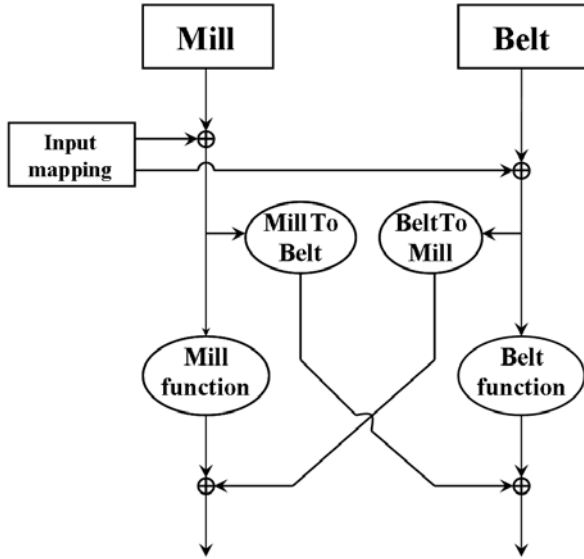 Mill
Belt
Input
mapping
Mill To
Belt
Belt To
Mill
Mill
function
Belt
function